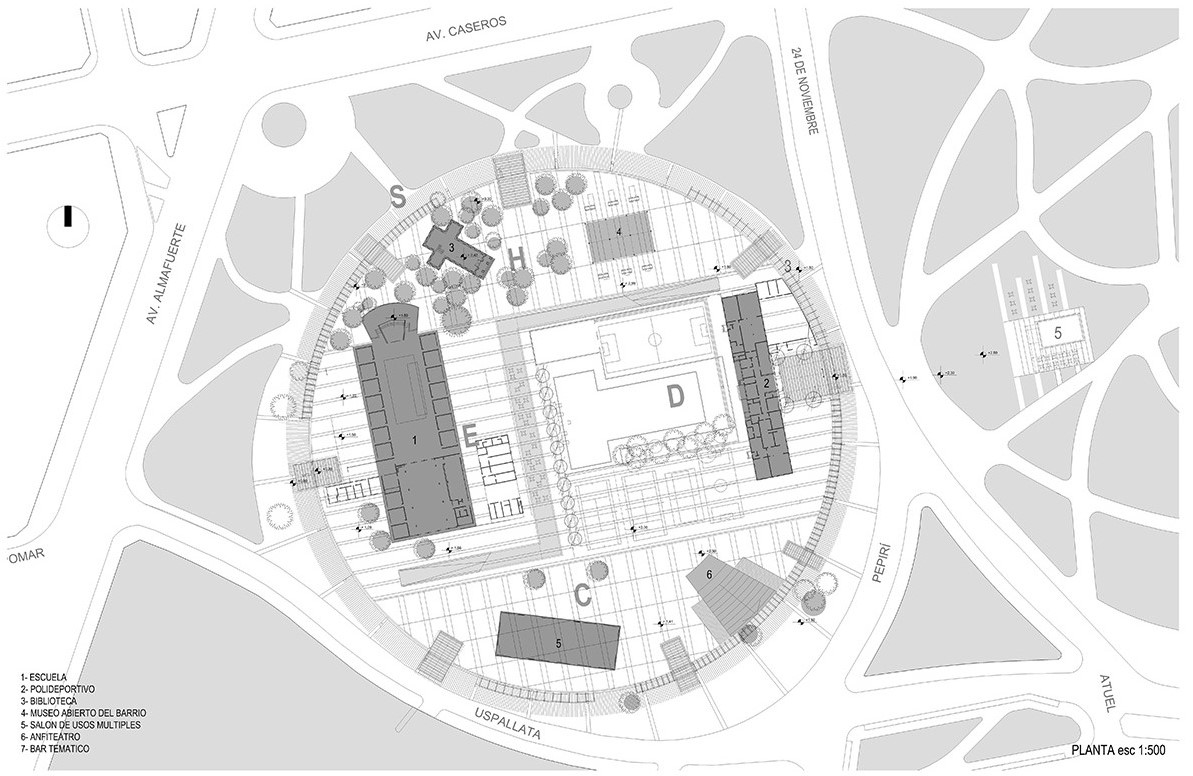 AV. CASEROS
24 DE NOVIEMBRE
S
AV. ALMAFUERTE
3
H
4
3
5
D
2
1
E
OMAR
PEPIRÍ
6
C
5
ATUEL
USPALLATA
1- ESCUELA
2- POLIDEPORTIVO
3- BIBLIOTECA
4- MUSEO ABIERTO DEL BARRIO
5- SALON DE USOS MULTIPLES
6- ANFITEATRO
7- BAR TEMATICO
PLANTA esc 1:500